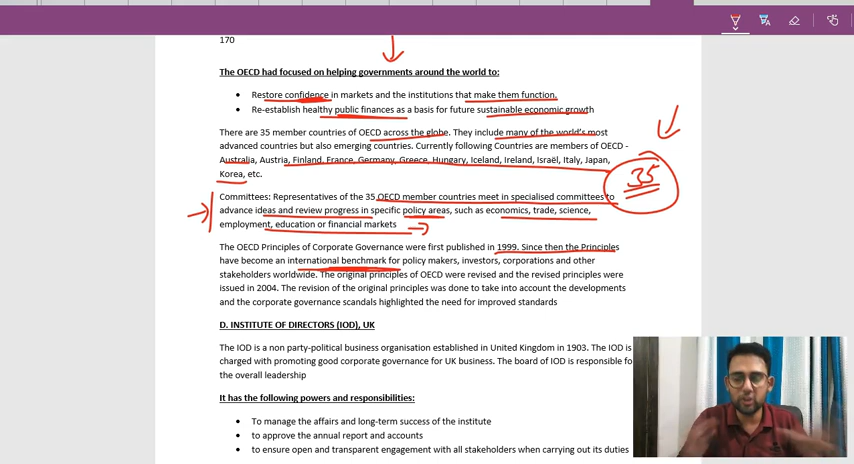 170
The OECD had focused on helping governments around the world to:
• Restore confidence in markets and the institutions that make them function.
• Re-establish healthy public finances as a basis for future sustainable economic growth
There are 35 member countries of OECD across the globe. They include many of the world's most
advanced countries but also emerging countries. Currently following Countries are members of OECD -
Australia, Austria, Finland, France, Germany, Greece, Hungary, Iceland, Ireland, Israël, Italy, Japan,
Korea, etc.
35
Committees: Representatives of the 35 OECD member countries meet in specialised committees to
advance ideas and review progress in specific policy areas, such as economics, trade, science,
employment, education or financial markets
The OECD Principles of Corporate Governance were first published in 1999. Since then the Principles
have become an international benchmark for policy makers, investors, corporations and other
stakeholders worldwide. The original principles of OECD were revised and the revised principles were
issued in 2004. The revision of the original principles was done to take into account the developments
and the corporate governance scandals highlighted the need for improved standards
D. INSTITUTE OF DIRECTORS (IOD), UK
The IOD is a non party-political business organisation established in United Kingdom in 1903. The IOD is
charged with promoting good corporate governance for UK business. The board of IOD is responsible fo
the overall leadership
It has the following powers and responsibilities:
• To manage the affairs and long-term success of the institute
• to approve the annual report and accounts
• to ensure open and transparent engagement with all stakeholders when carrying out its duties